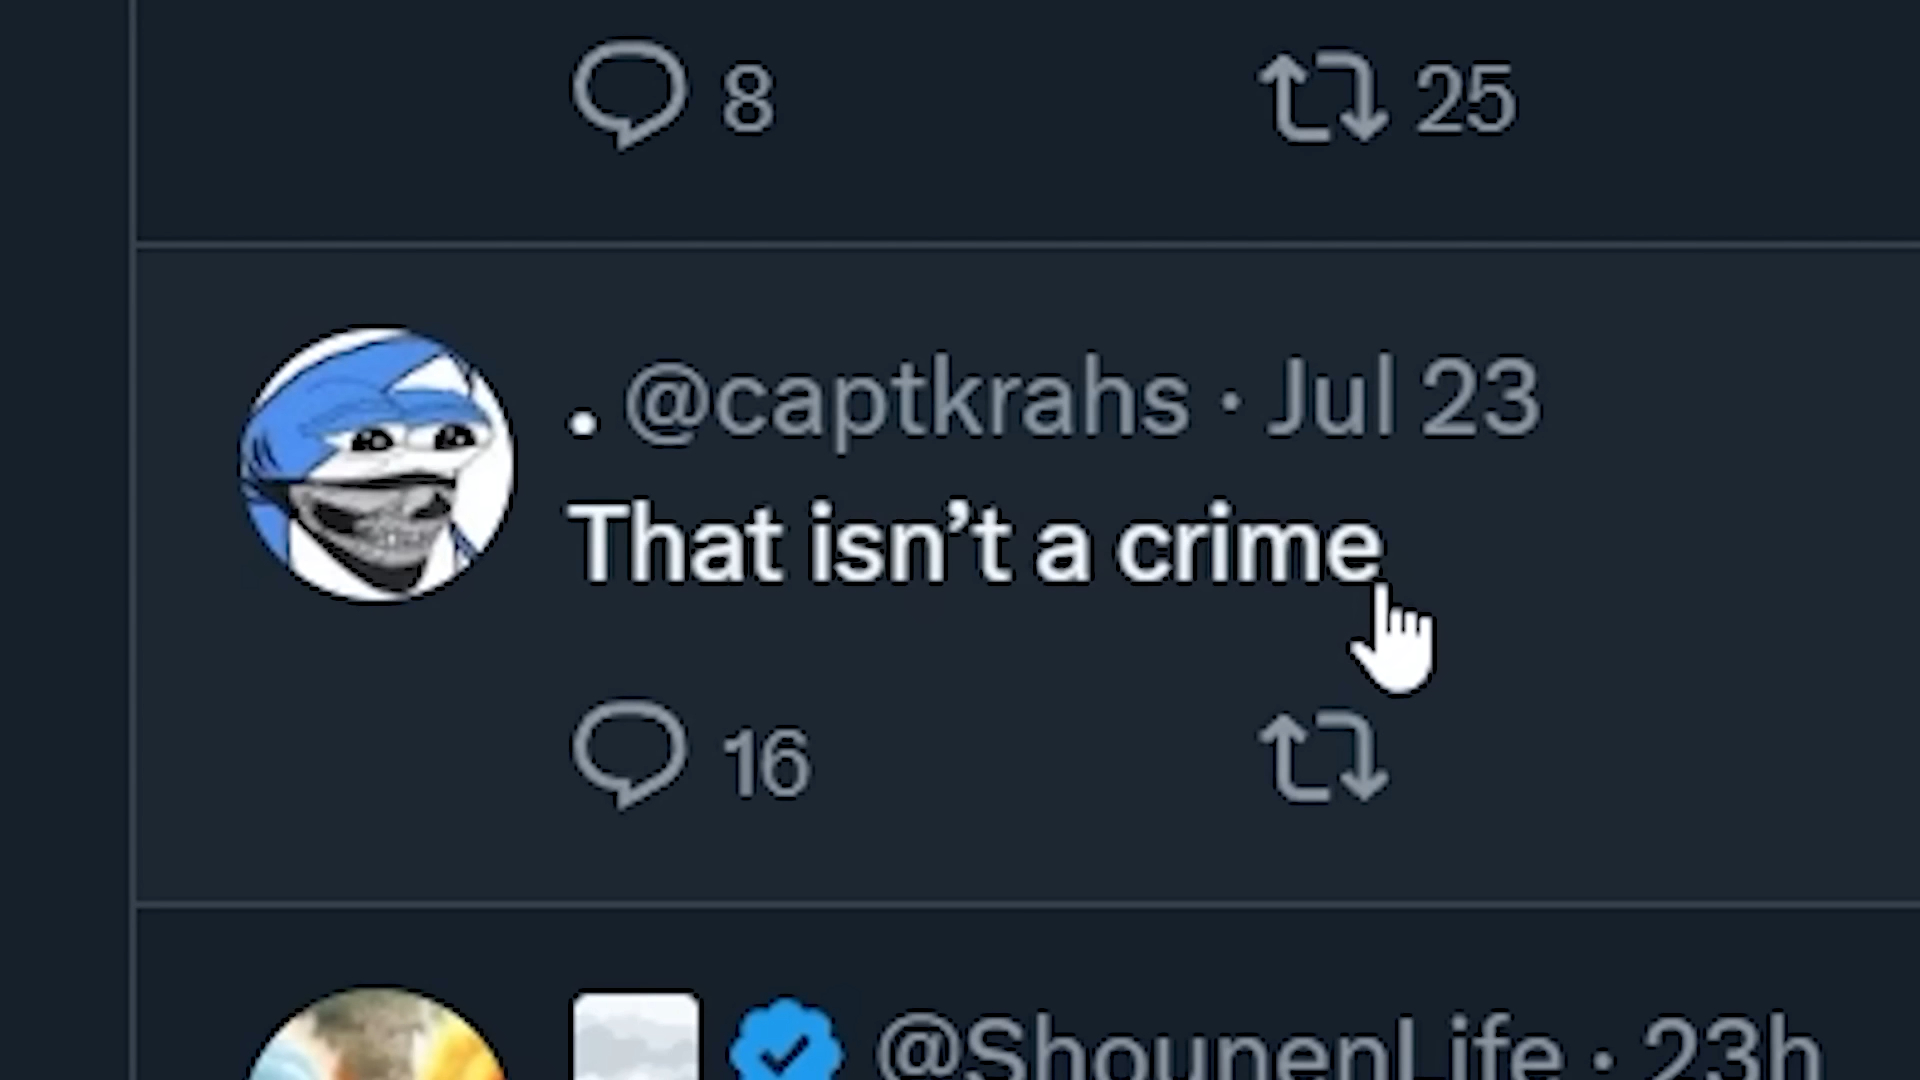 8 25
. @captkrahs · Jul 23
That isn’t a crime
16
@ShounenLife · 23h